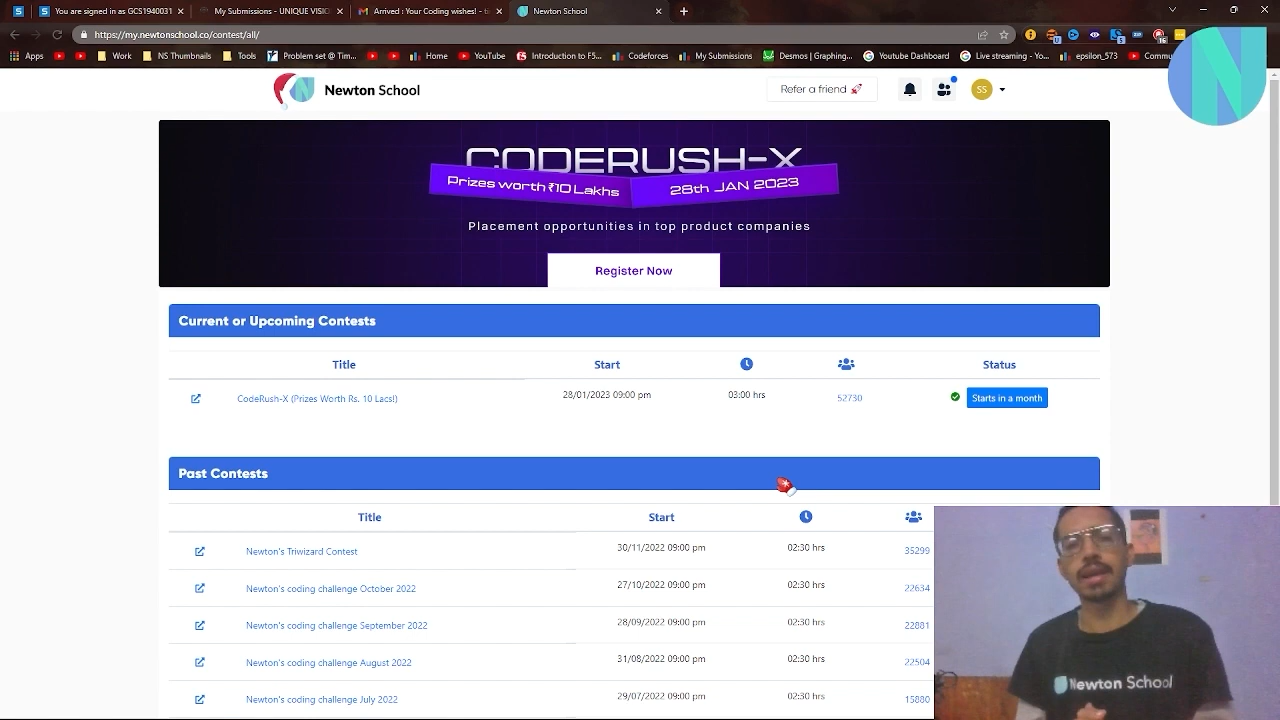 You are signed in as GCS1940031
My Submissions - UNIQUE VISIO
Arrived : Your Coding wishes! - b
Newton School
https://my.newtonschool.co/contest/all/
Apps
Work
NS Thumbnails
Tools
Problem set @ Tim...
Home
YouTube
Introduction to F5...
Codeforces
My Submissions
Desmos | Graphing...
Youtube Dashboard
Live streaming - Yo...
epsilon_573
Commu
Newton School
Refer a friend
SS
CODERUSH-X
Prizes worth ₹10 Lakhs
28th JAN 2023
Placement opportunities in top product companies
Register Now
Current or Upcoming Contests
Title Start Status
CodeRush-X (Prizes Worth Rs. 10 Lacs!) 28/01/2023 09:00 pm 03:00 hrs 52730 Starts in a month
Past Contests
Title Start
Newton's Triwizard Contest 30/11/2022 09:00 pm 02:30 hrs 35299
Newton's coding challenge October 2022 27/10/2022 09:00 pm 02:30 hrs 22634
Newton's coding challenge September 2022 28/09/2022 09:00 pm 02:30 hrs 22881
Newton's coding challenge August 2022 31/08/2022 09:00 pm 02:30 hrs 22504
Newton's coding challenge July 2022 29/07/2022 09:00 pm 02:30 hrs 15880
Newton School